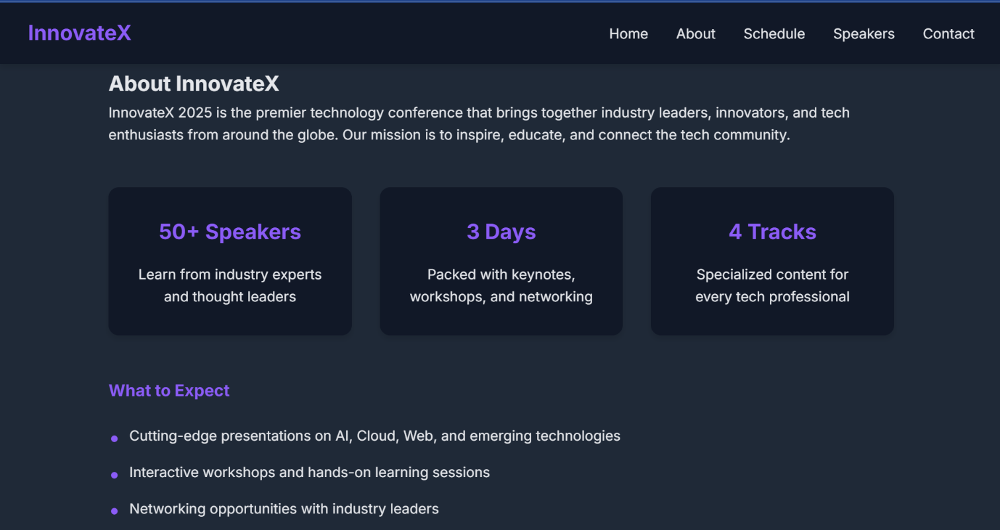 InnovateX
Home About Schedule Speakers Contact
About InnovateX
InnovateX 2025 is the premier technology conference that brings together industry leaders, innovators, and tech
enthusiasts from around the globe. Our mission is to inspire, educate, and connect the tech community.
50+ Speakers
Learn from industry experts
and thought leaders
3 Days
Packed with keynotes,
workshops, and networking
4 Tracks
Specialized content for
every tech professional
What to Expect
Cutting-edge presentations on AI, Cloud, Web, and emerging technologies
Interactive workshops and hands-on learning sessions
Networking opportunities with industry leaders